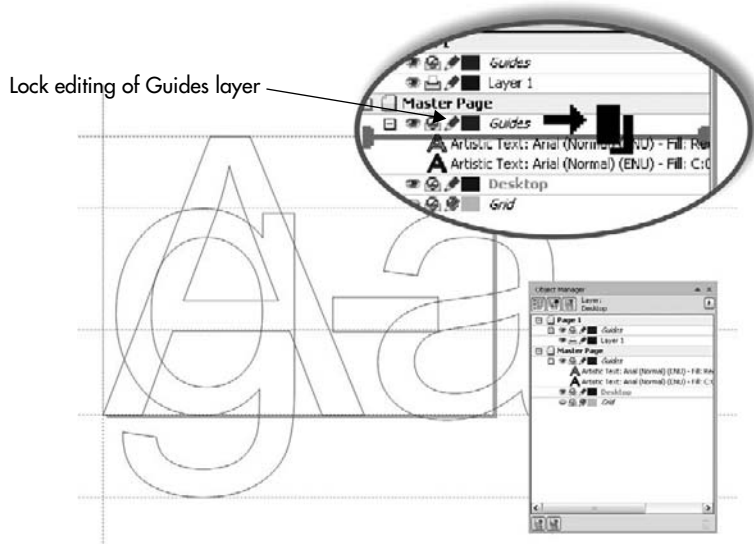 Lock editing of Guides layer
Guides
Layer 1
Master Page
Guides
Artistic Text: Arial (Normal) (ENU) - Fill: Re
Artistic Text: Arial (Normal) (ENU) - Fill: C:0
Desktop
Grid
A
g
-a
Object Manager
Layer:
Desktop
Page 1
Guides
Layer 1
Master Page
Guides
Artistic Text: Arial (Normal) (ENU) - Fill: Re
Artistic Text: Arial (Normal) (ENU) - Fill: C:
Desktop
Grid